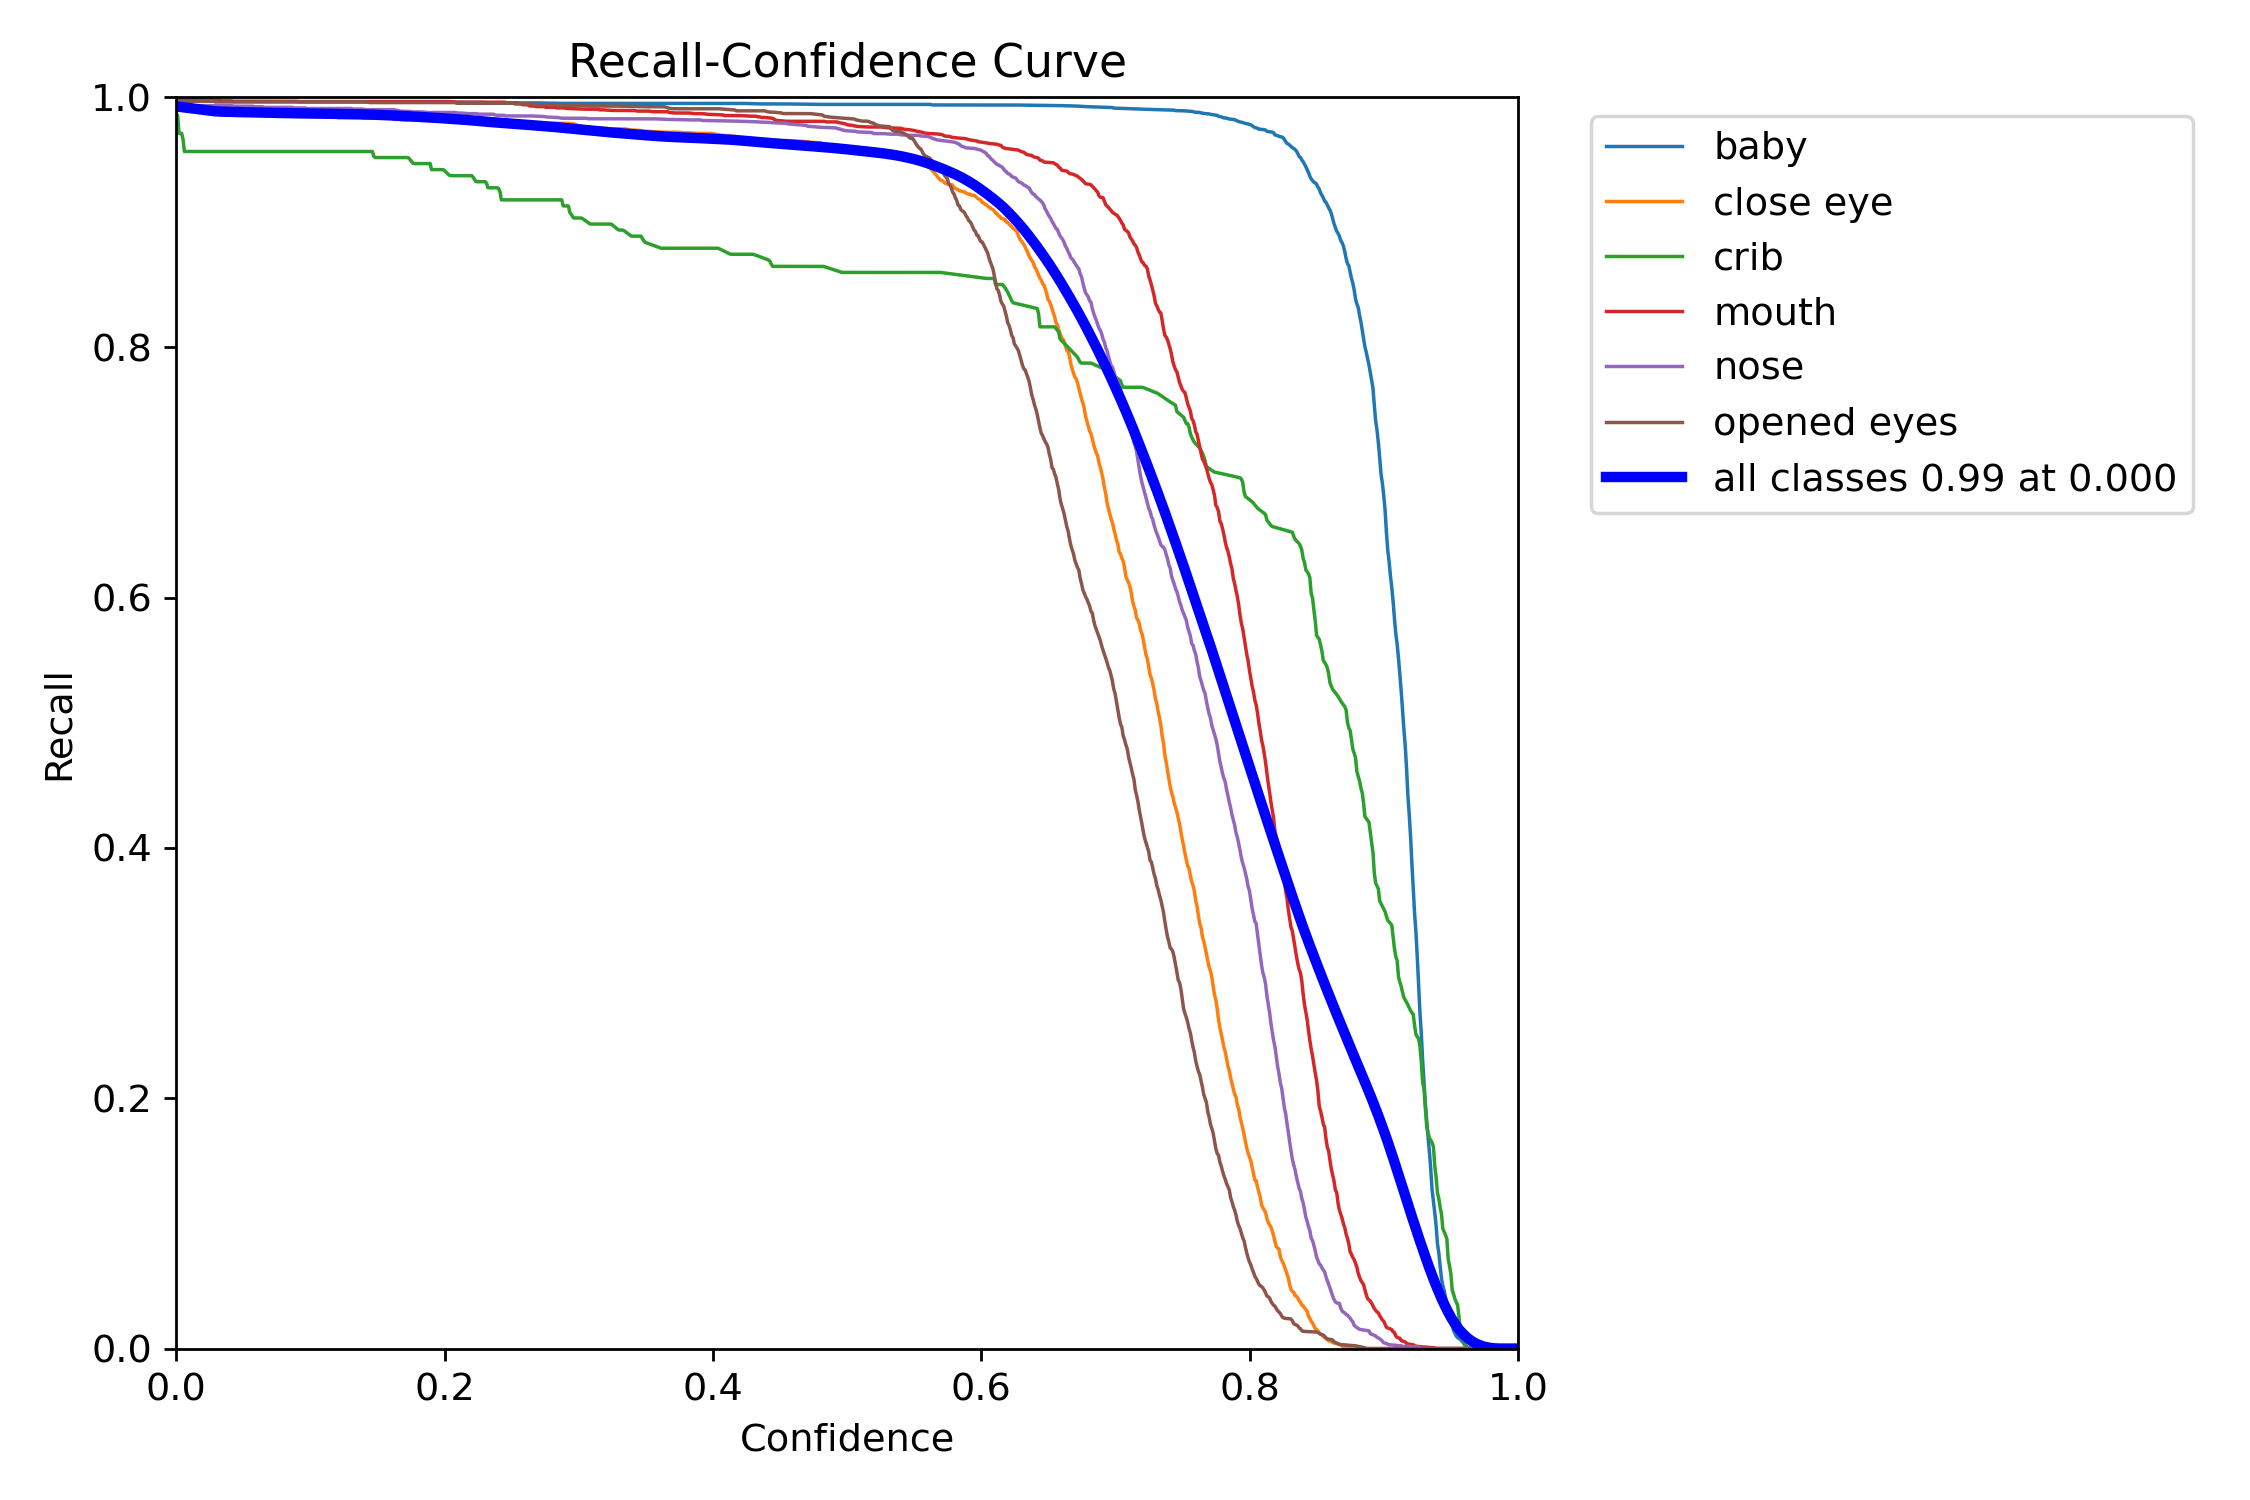 Recall-Confidence Curve
1.0
0.8
0.6
0.4
0.2
0.0
Recall
0.0 0.2 0.4 0.6 0.8 1.0
Confidence
baby
close eye
crib
mouth
nose
opened eyes
all classes 0.99 at 0.000